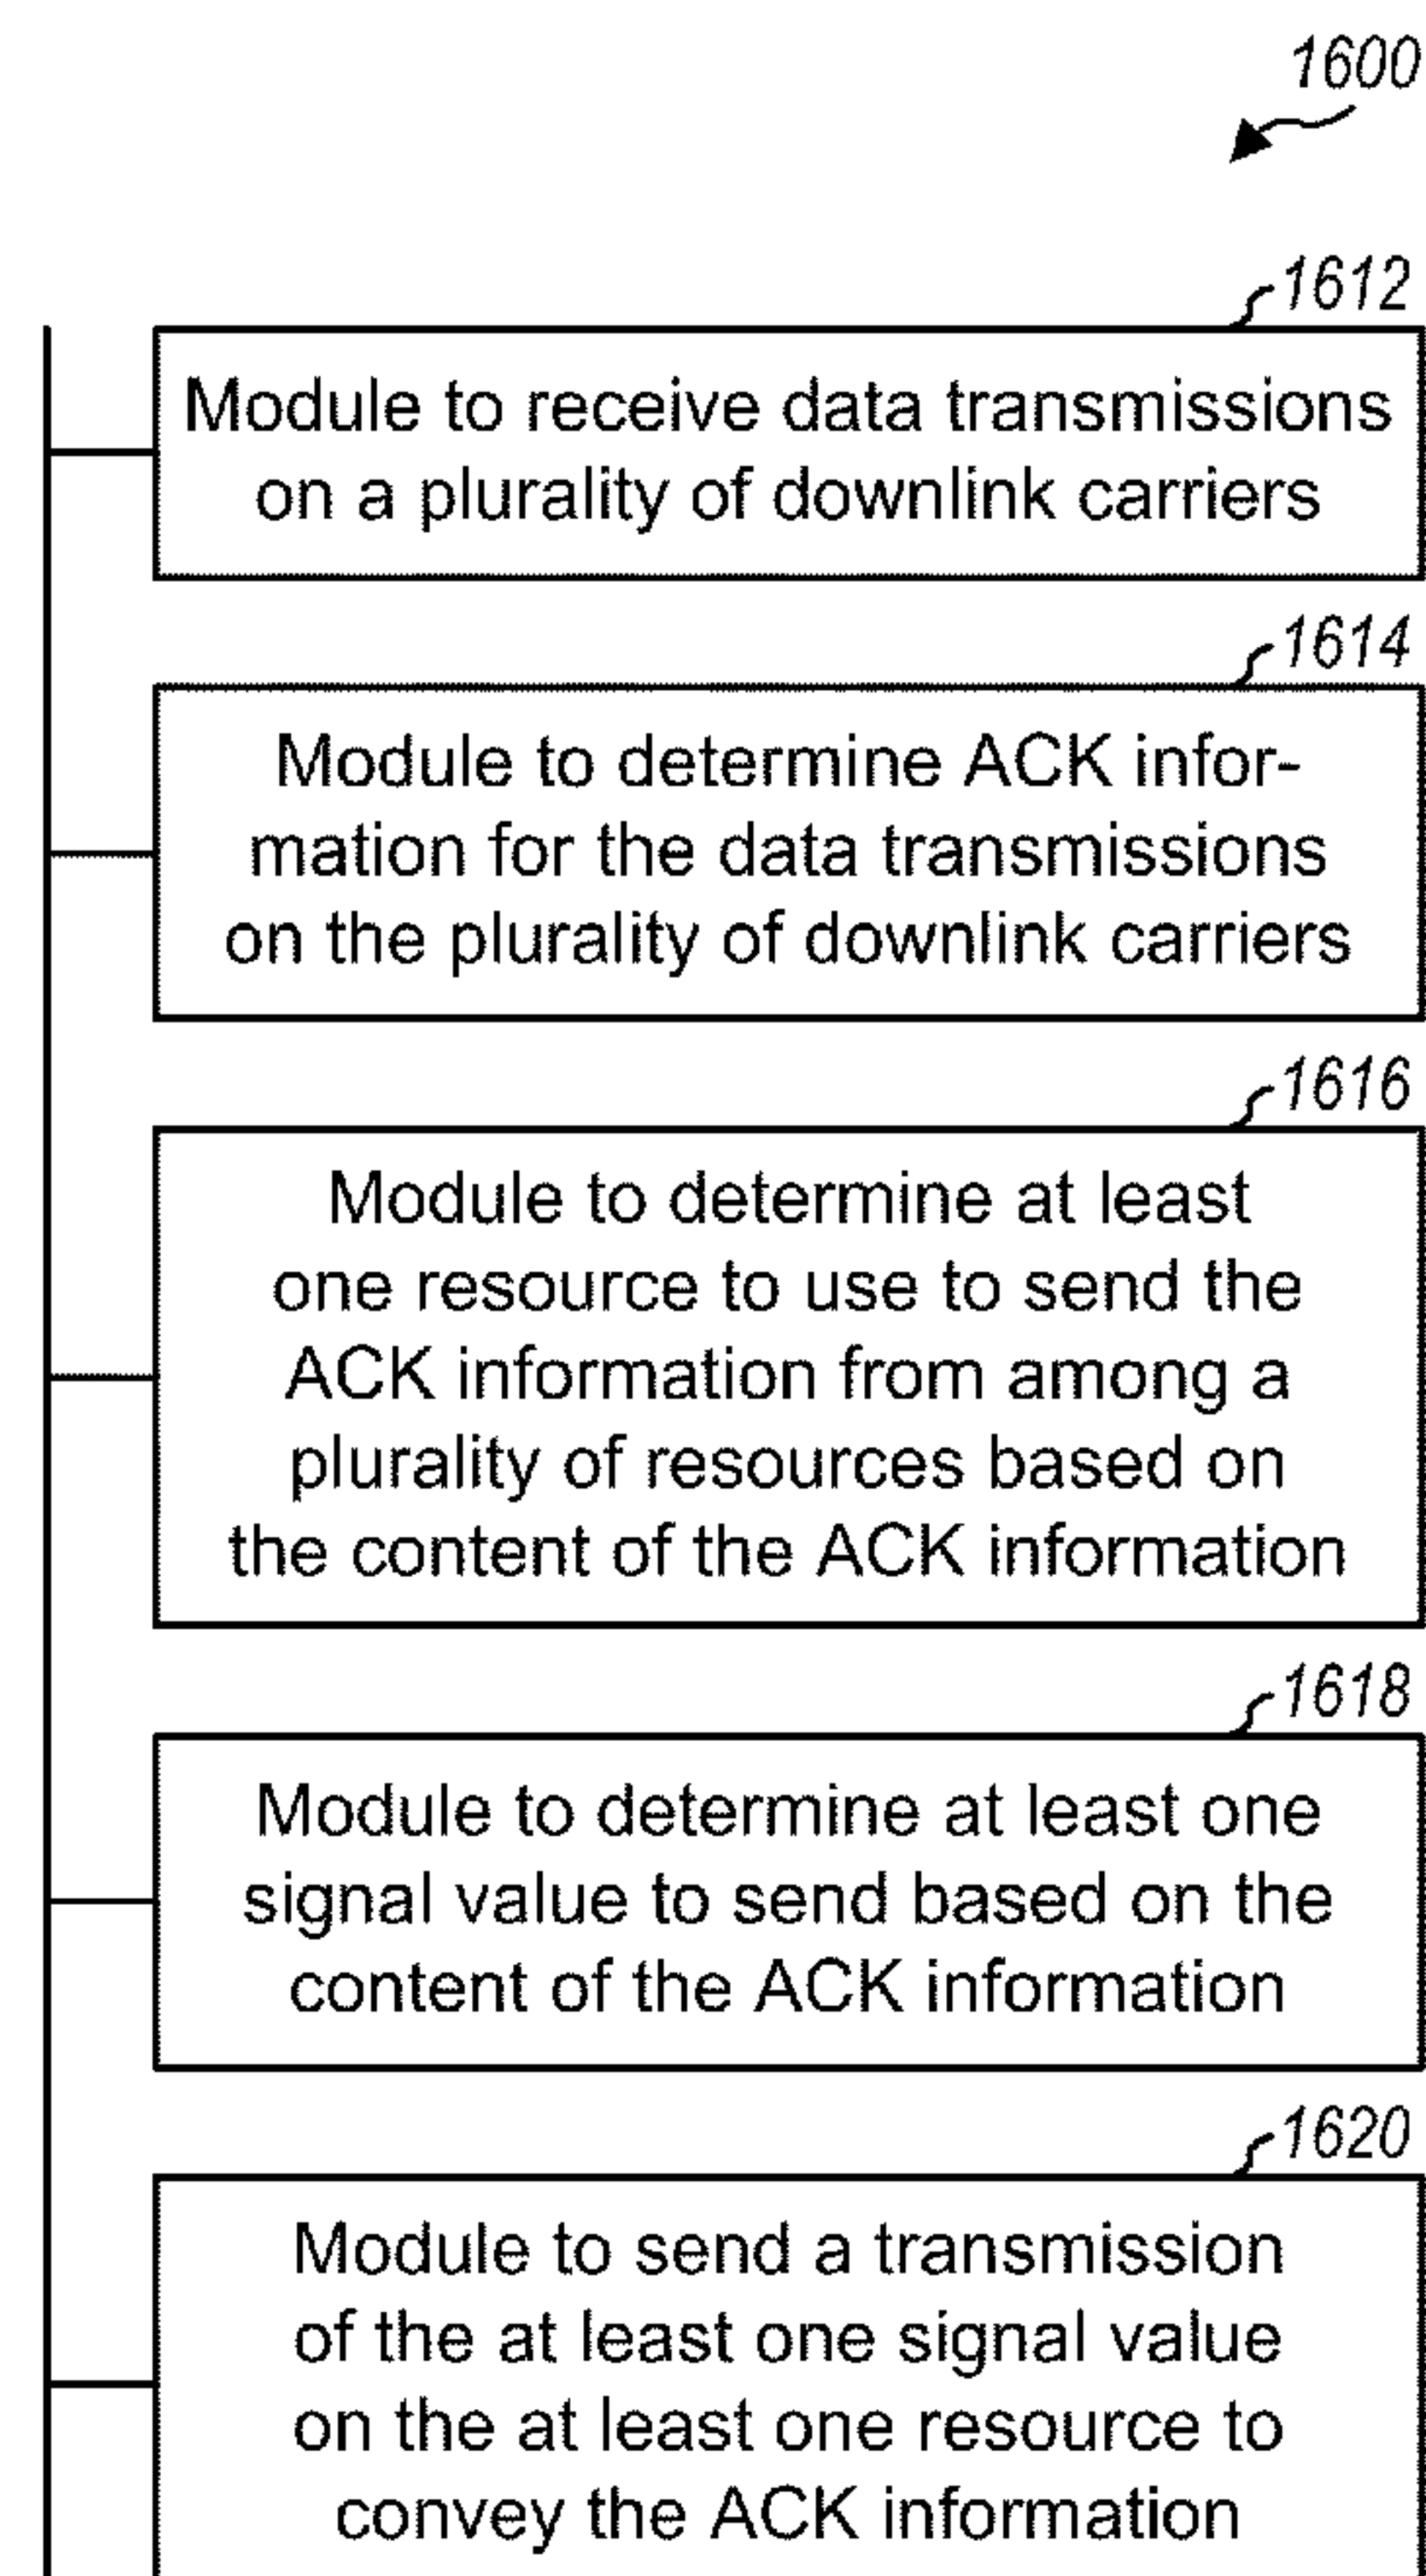 1600
1612
Module to receive data transmissions
on a plurality of downlink carriers
1614
Module to determine ACK infor-
mation for the data transmissions
on the plurality of downlink carriers
1616
Module to determine at least
one resource to use to send the
ACK information from among a
plurality of resources based on
the content of the ACK information
1618
Module to determine at least one
signal value to send based on the
content of the ACK information
1620
Module to send a transmission
of the at least one signal value
on the at least one resource to
convey the ACK information